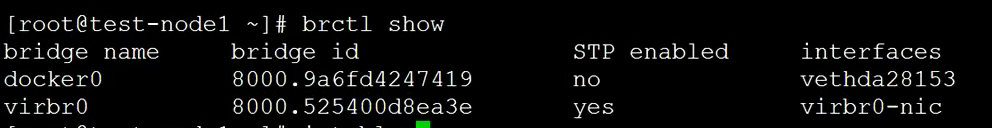 [root@test-node1 ~]# brctl show
bridge name bridge id STP enabled interfaces
docker0 8000.9a6fd4247419 no vethda28153
virbr0 8000.525400d8ea3e yes virbr0-nic